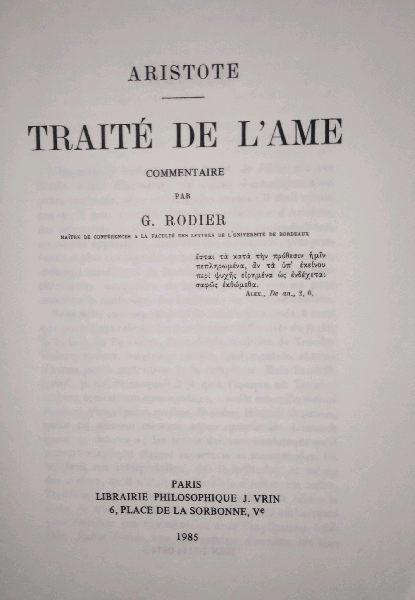 ARISTOTE
TRAITÉ DE L'AME
COMMENTAIRE
PAR
G. RODIER
MAÎTRE DE CONFÉRENCES A LA FACULTÉ DES LETTRES DE L'UNIVERSITÉ DE BORDEAUX
ἔσται τὰ κατὰ τὴν πρόθεσιν ἡμῖν
πεπληρωμένα, ἂν τὰ ὑπ' ἐκείνου
περὶ ψυχῆς εἰρημένα ὡς ἐνδέχεται
σαφῶς ἐκθώμεθα.
ALEX., De an., 2, 6.
PARIS
LIBRAIRIE PHILOSOPHIQUE J. VRIN
6, PLACE DE LA SORBONNE, Ve
1985